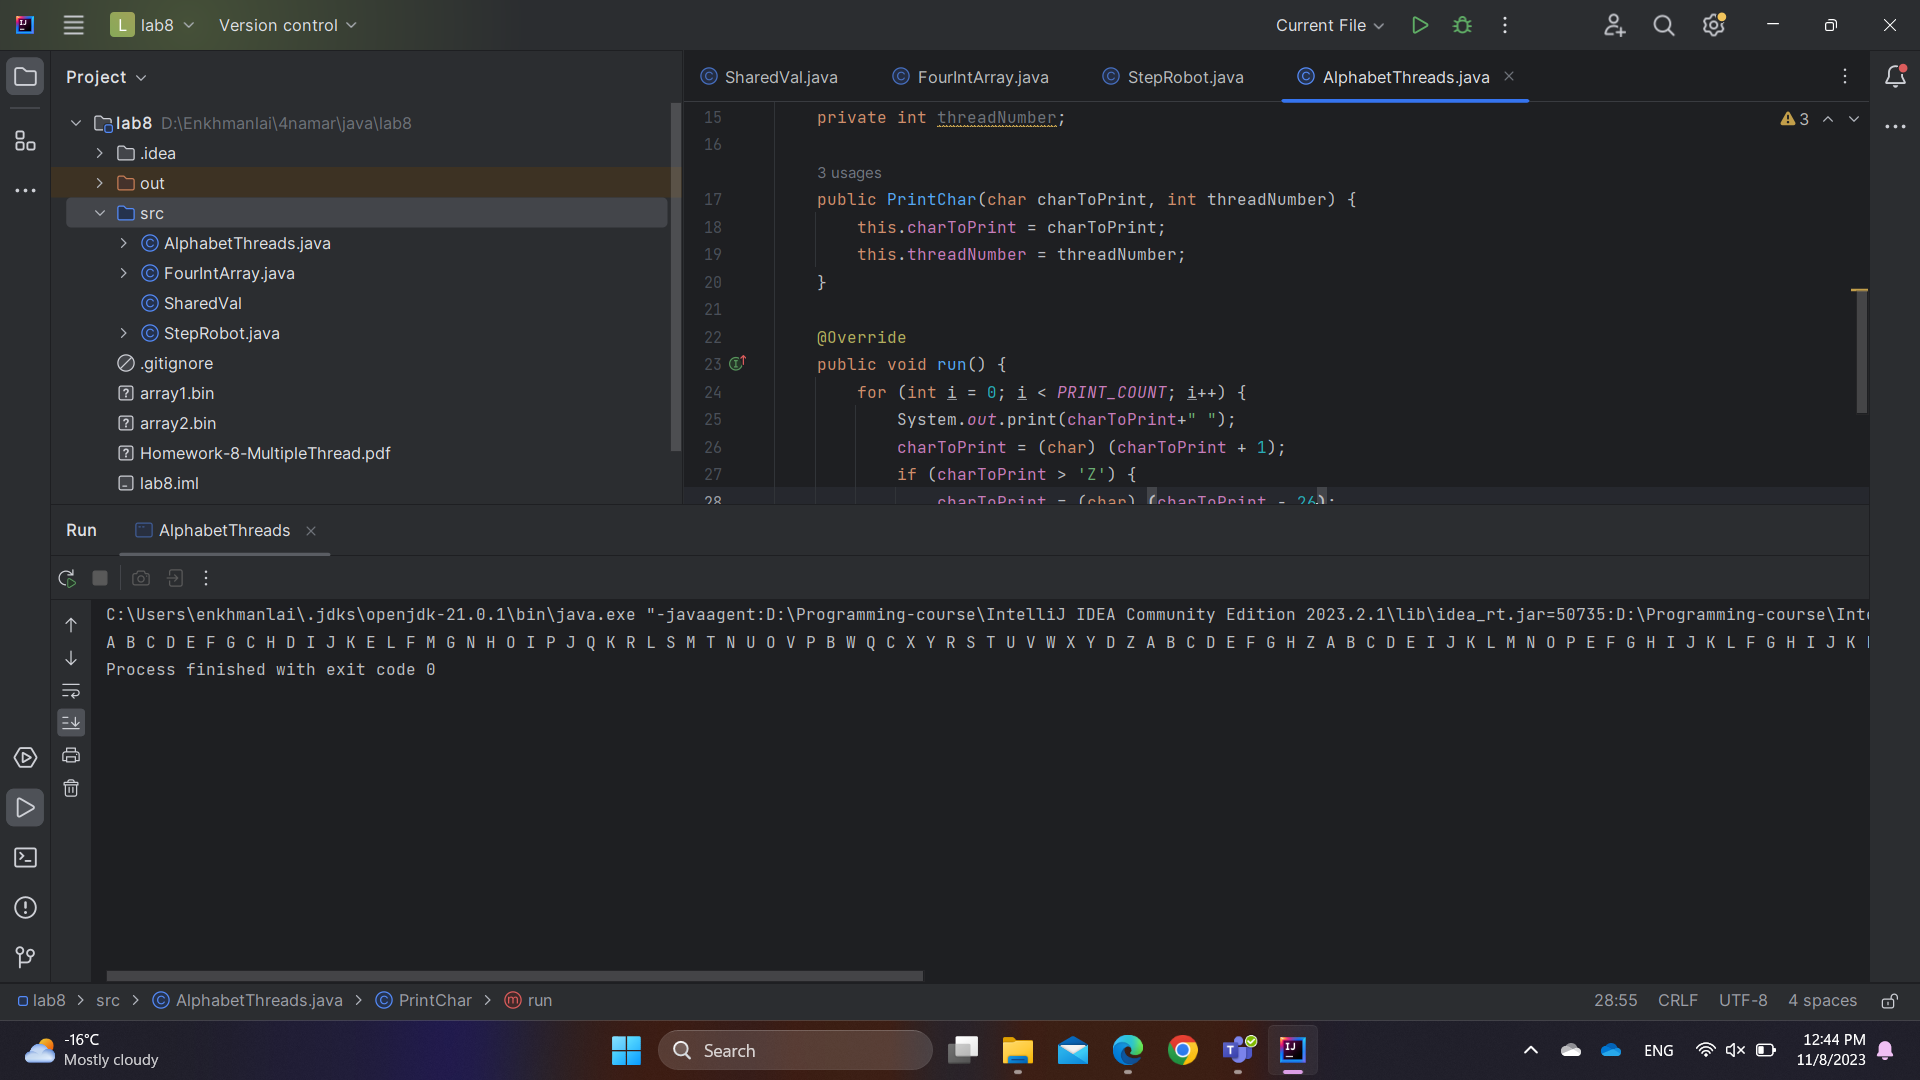 L lab8 Version control Current File
Project
SharedVal.java FourIntArray.java StepRobot.java AlphabetThreads.java
lab8 D:\Enkhmanlai\4namar\java\lab8
.idea
out
src
AlphabetThreads.java
FourIntArray.java
SharedVal
StepRobot.java
.gitignore
array1.bin
array2.bin
Homework-8-MultipleThread.pdf
lab8.iml
15 private int threadNumber;
3
16
3 usages
17 public PrintChar(char charToPrint, int threadNumber) {
18 this.charToPrint = charToPrint;
19 this.threadNumber = threadNumber;
20 }
21
22 @Override
23 public void run() {
24 for (int i = 0; i < PRINT_COUNT; i++) {
25 System.out.print(charToPrint+" ");
26 charToPrint = (char) (charToPrint + 1);
27 if (charToPrint > 'Z') {
28 charToPrint = (char) (charToPrint - 26);
Run AlphabetThreads
C:\Users\enkhmanlai\.jdks\openjdk-21.0.1\bin\java.exe "-javaagent:D:\Programming-course\IntelliJ IDEA Community Edition 2023.2.1\lib\idea_rt.jar=50735:D:\Programming-course\Inte
A B C D E F G C H D I J K E L F M G N H O I P J Q K R L S M T N U O V P B W Q C X Y R S T U V W X Y D Z A B C D E F G H Z A B C D E I J K L M N O P E F G H I J K L F G H I J K
Process finished with exit code 0
lab8 > src > AlphabetThreads.java > PrintChar > run
28:55 CRLF UTF-8 4 spaces
-16°C
Mostly cloudy
Search
ENG
12:44 PM
11/8/2023